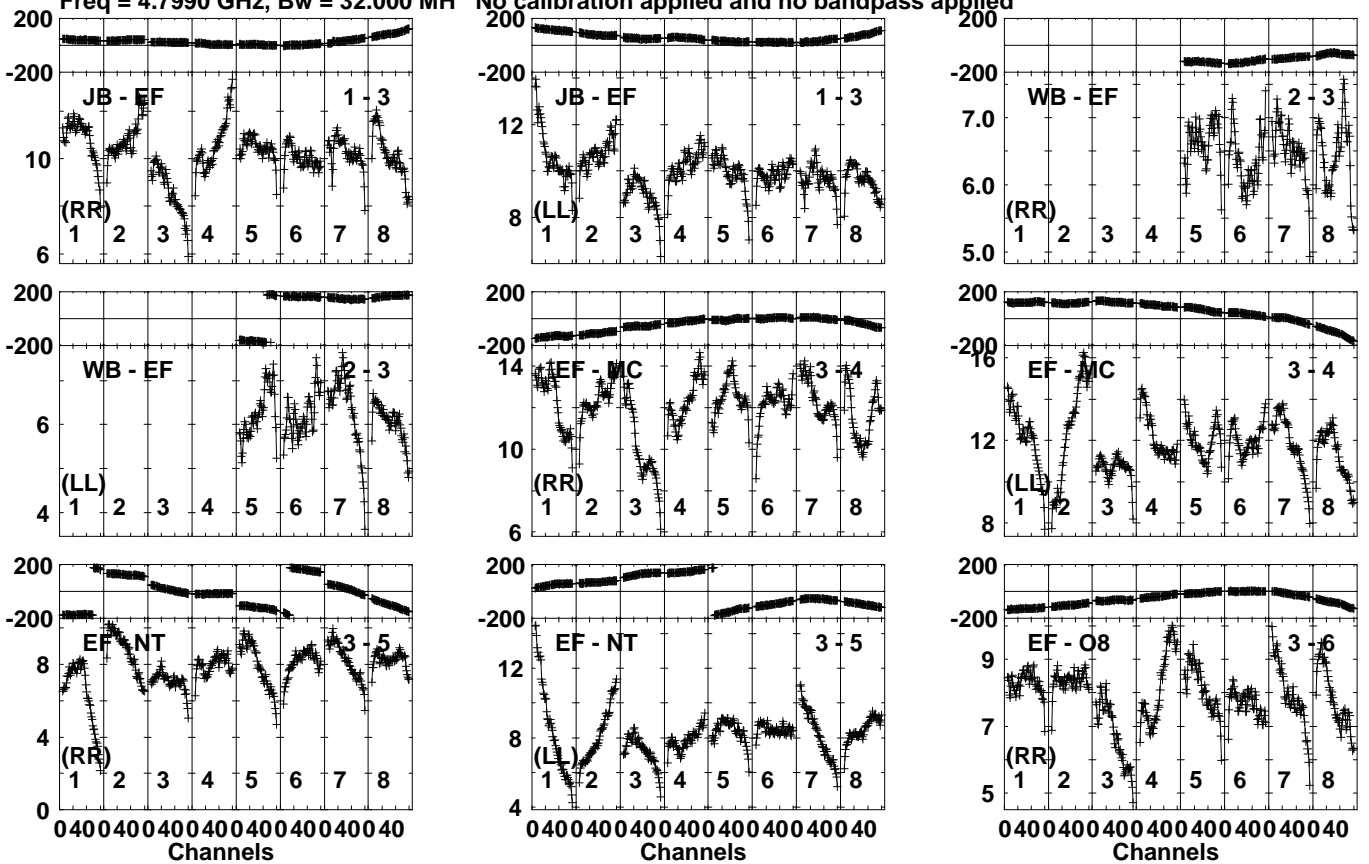 Freq = 4.7990 GHz, Bw = 32.000 MH No calibration applied and no bandpass applied
200
-200
JB - EF 1 - 3
10
6
(RR)
1 2 3 4 5 6 7 8
JB - EF 1 - 3
12
8
(LL)
1 2 3 4 5 6 7 8
200
-200
WB - EF 2 - 3
7.0
6.0
5.0
(RR)
1 2 3 4 5 6 7 8
200
-200
WB - EF 2 - 3
6
4
(LL)
1 2 3 4 5 6 7 8
EF - MC 3 - 4
14
10
6
(RR)
1 2 3 4 5 6 7 8
200
-200
EF - MC 3 - 4
16
12
8
(LL)
1 2 3 4 5 6 7 8
200
-200
EF - NT 3 - 5
8
4
0
(RR)
1 2 3 4 5 6 7 8
0 40 0 40 0 40 0 40 0 40 0 40 0 40 0 40
Channels
200
-200
EF - NT 3 - 5
12
8
4
(LL)
1 2 3 4 5 6 7 8
0 40 0 40 0 40 0 40 0 40 0 40 0 40 0 40
Channels
200
-200
EF - O8 3 - 6
9
7
5
(RR)
1 2 3 4 5 6 7 8
0 40 0 40 0 40 0 40 0 40 0 40 0 40 0 40
Channels